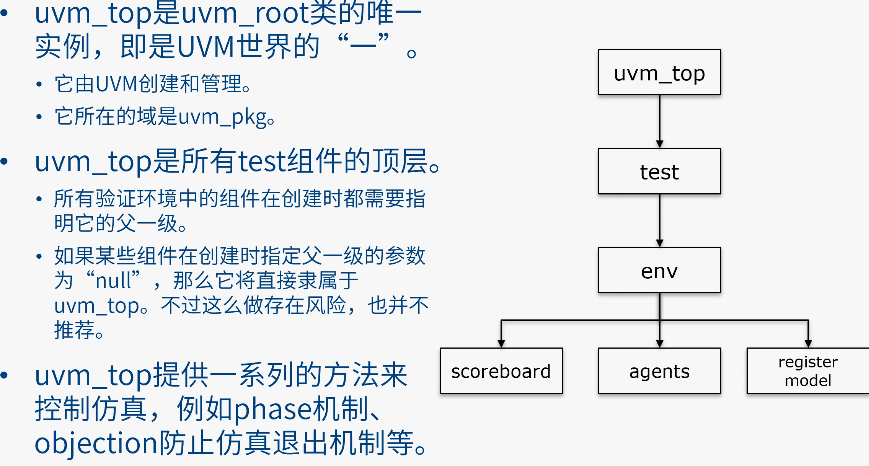 • uvm_top是uvm_root类的唯一
实例，即是UVM世界的“一”。
• 它由UVM创建和管理。
• 它所在的域是uvm_pkg。
• uvm_top是所有test组件的顶层。
• 所有验证环境中的组件在创建时都需要指
明它的父一级。
• 如果某些组件在创建时指定父一级的参数
为“null”，那么它将直接隶属于
uvm_top。不过这么做存在风险，也并不
推荐。
• uvm_top提供一系列的方法来
控制仿真，例如phase机制、
objection防止仿真退出机制等。
uvm_top
test
env
scoreboard
agents
register
model